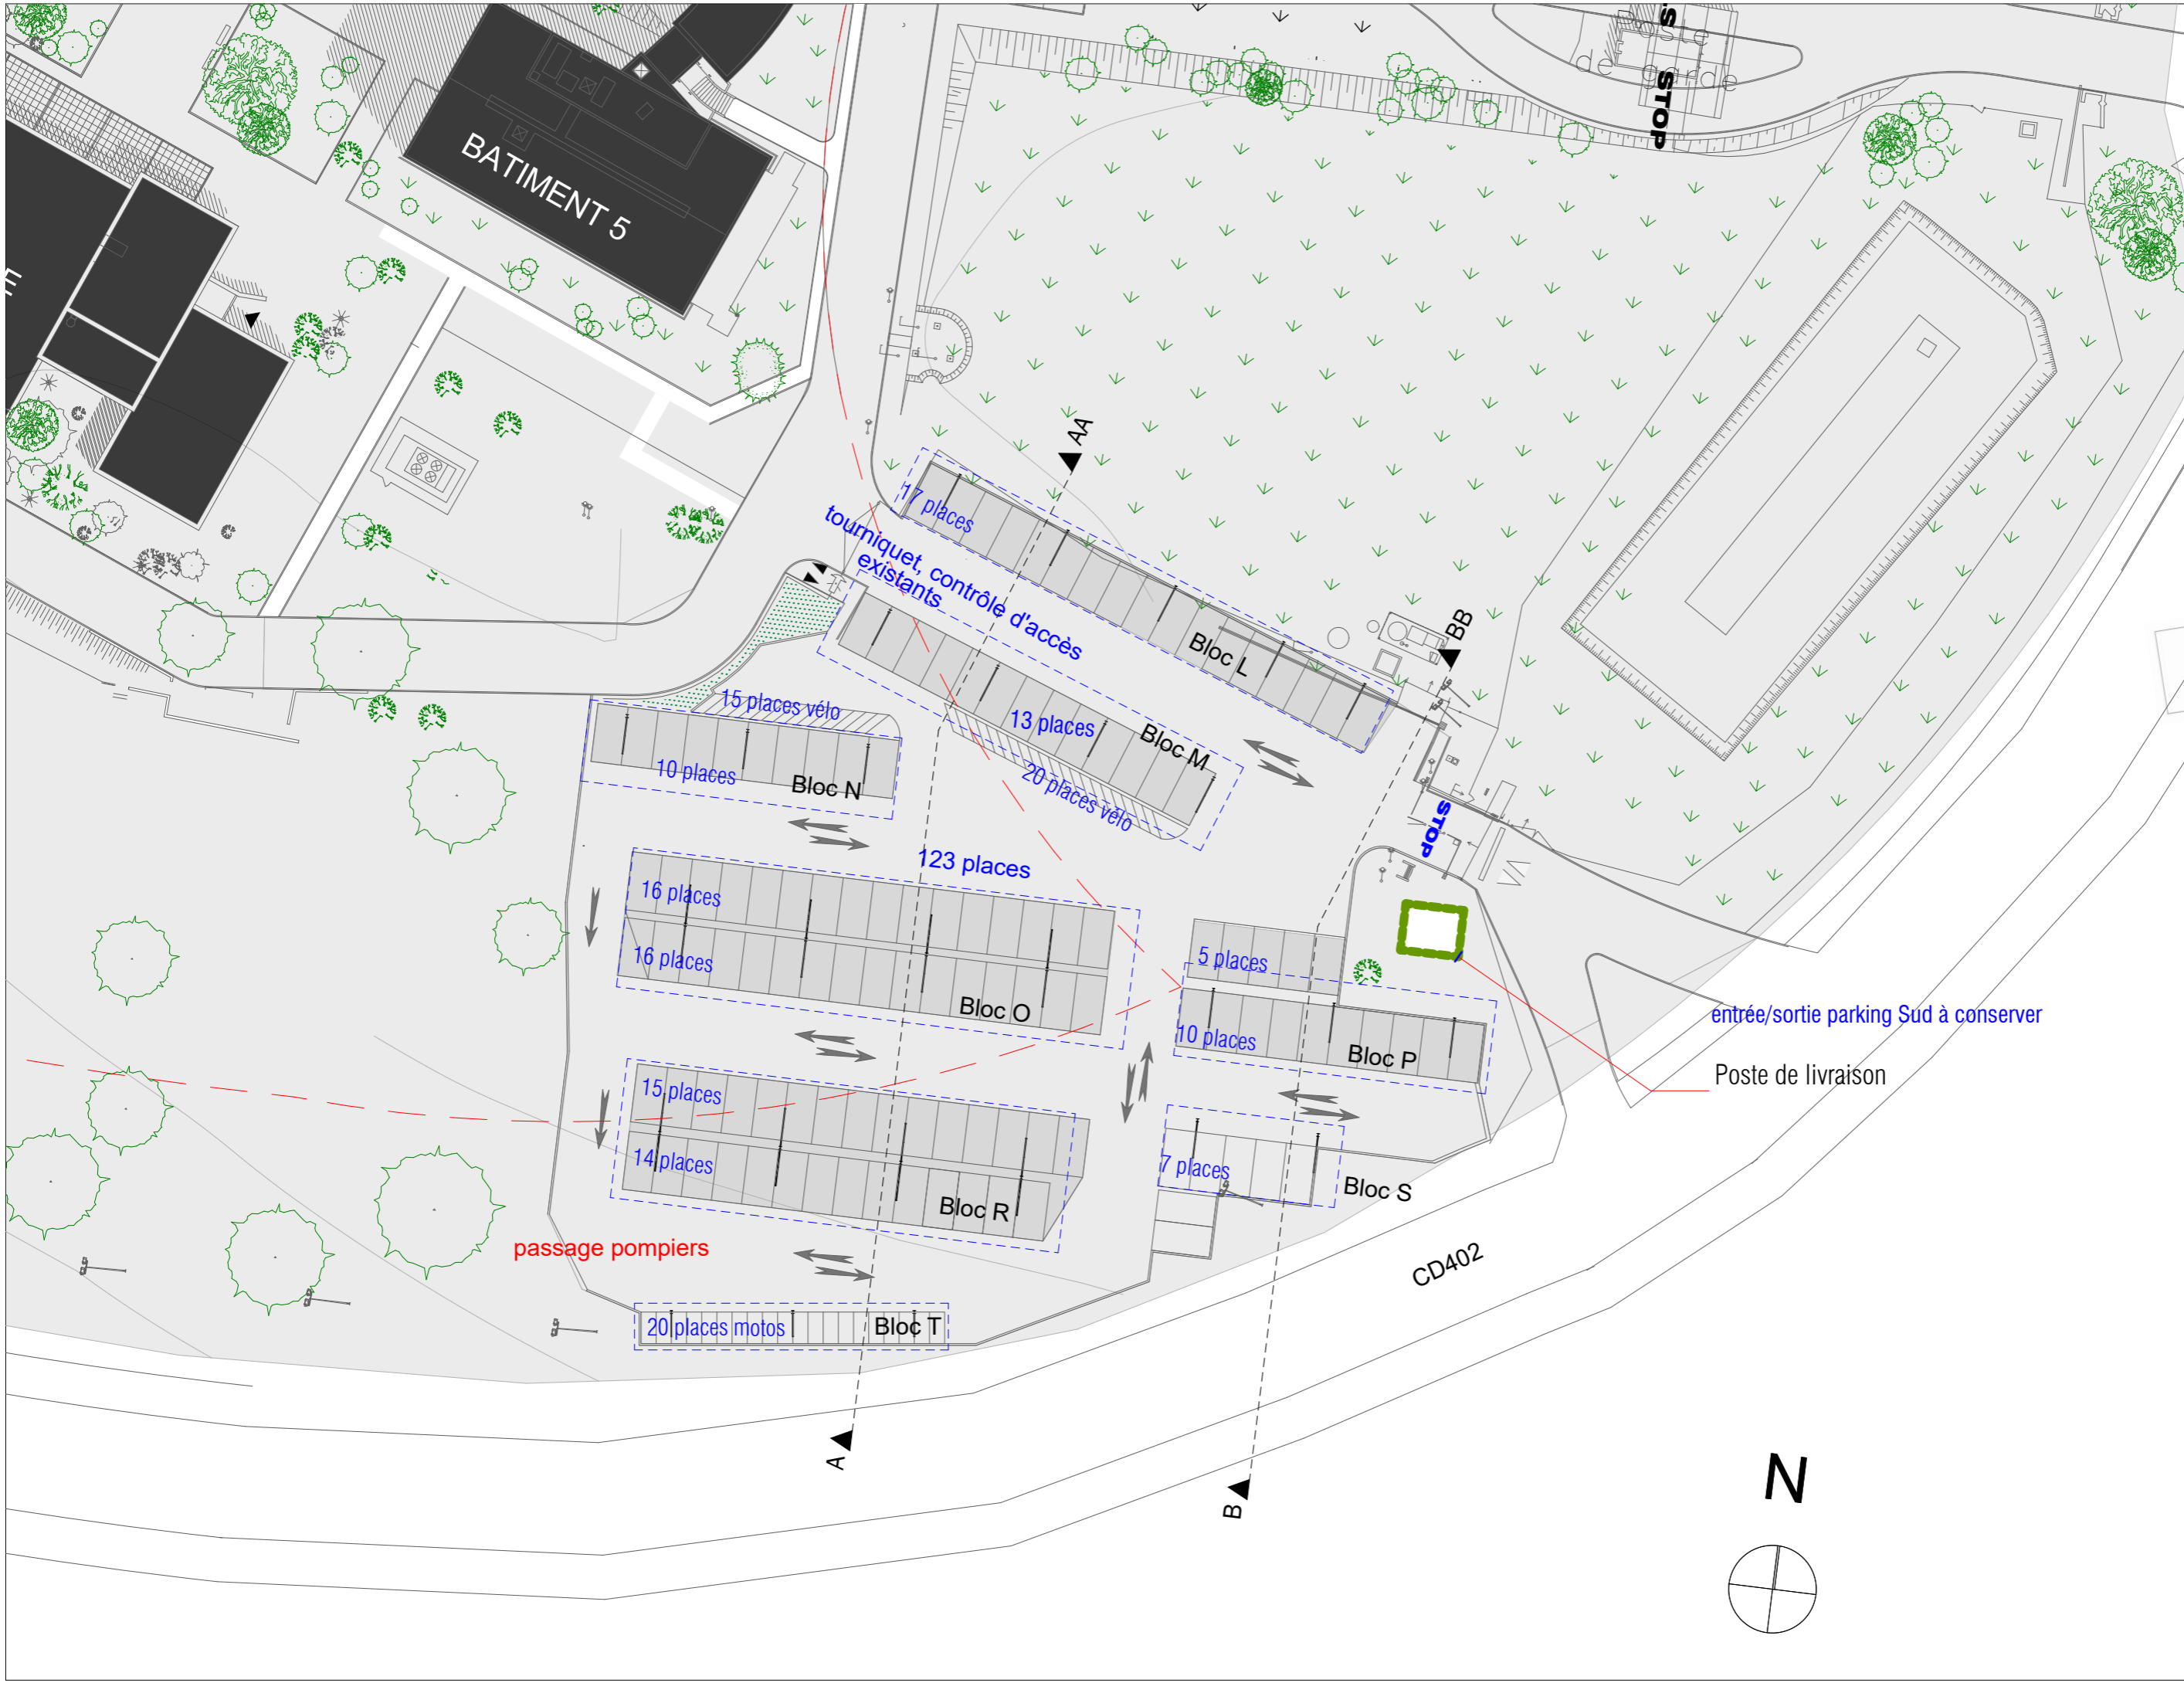 STOP
Poste
de garde
BATIMENT 5
E
AA
17 places
tourniquet, contrôle d'accès
existants
BB
Bloc L
15 places vélo
13 places
Bloc M
10 places
Bloc N
20 places vélo
STOP
123 places
16 places
16 places
Bloc O
5 places
10 places
Bloc P
entrée/sortie parking Sud à conserver
Poste de livraison
15 places
14 places
Bloc R
7 places
Bloc S
passage pompiers
CD402
20 places motos
Bloc T
A
B
N